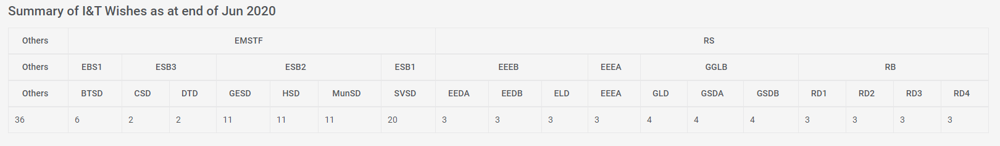 Summary of I&T Wishes as at end of Jun 2020
Others EMSTF RS
Others EBS1 ESB3 ESB2 ESB1 EEEB EEEA GGLB RB
Others BTSD CSD DTD GESD HSD MunSD SVSD EEDA EEDB ELD EEEA GLD GSDA GSDB RD1 RD2 RD3 RD4
36 6 2 2 11 11 11 20 3 3 3 3 4 4 4 3 3 3 3